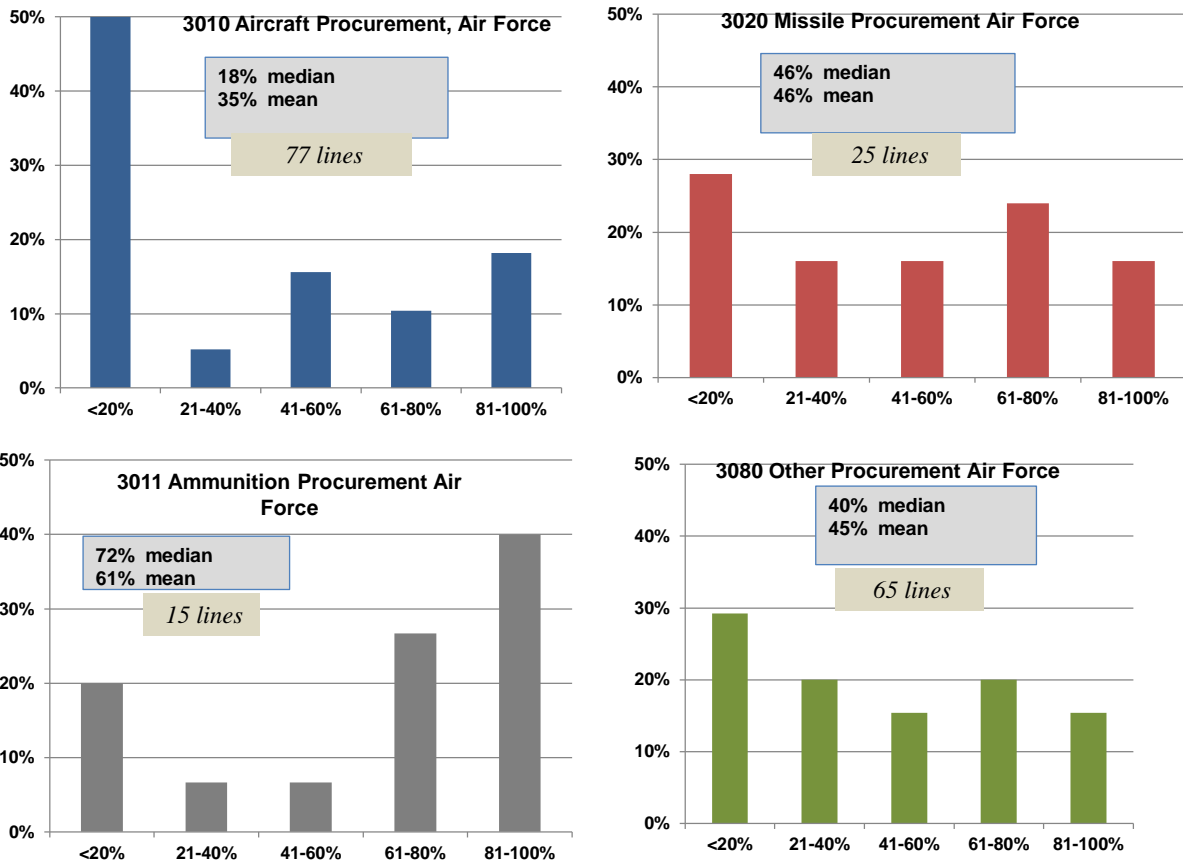 3010 Aircraft Procurement, Air Force
18% median
35% mean
77 lines
50%
40%
30%
20%
10%
0%
<20%
21-40%
41-60%
61-80%
81-100%
3020 Missile Procurement Air Force
46% median
46% mean
25 lines
50%
40%
30%
20%
10%
0%
<20%
21-40%
41-60%
61-80%
81-100%
3011 Ammunition Procurement Air
Force
72% median
61% mean
15 lines
50%
40%
30%
20%
10%
0%
<20%
21-40%
41-60%
61-80%
81-100%
3080 Other Procurement Air Force
40% median
45% mean
65 lines
50%
40%
30%
20%
10%
0%
<20%
21-40%
41-60%
61-80%
81-100%